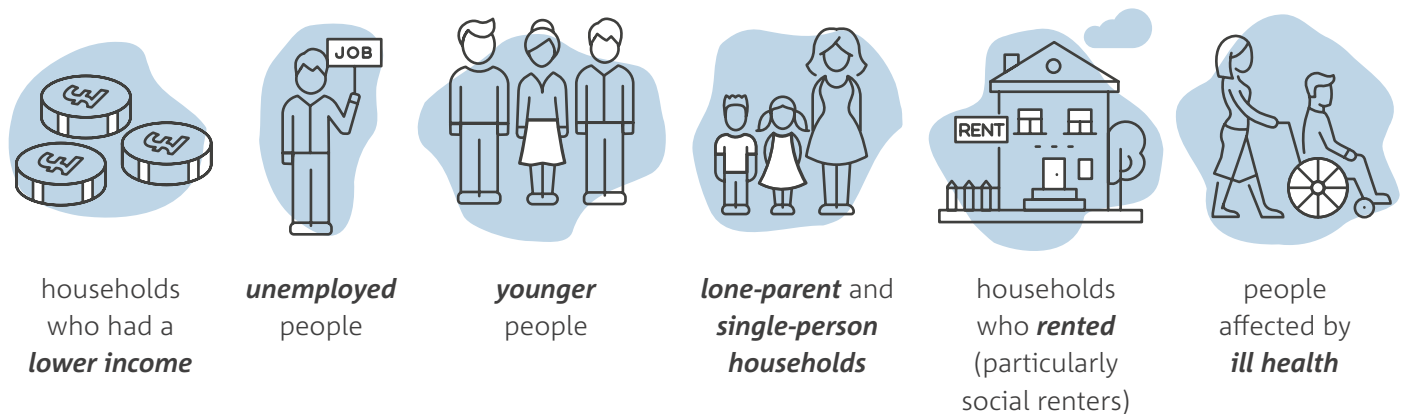 £
£
£
JOB
RENT
households
who had a
lower income
unemployed
people
younger
people
lone-parent and
single-person
households
households
who rented
(particularly
social renters)
people
affected by
ill health